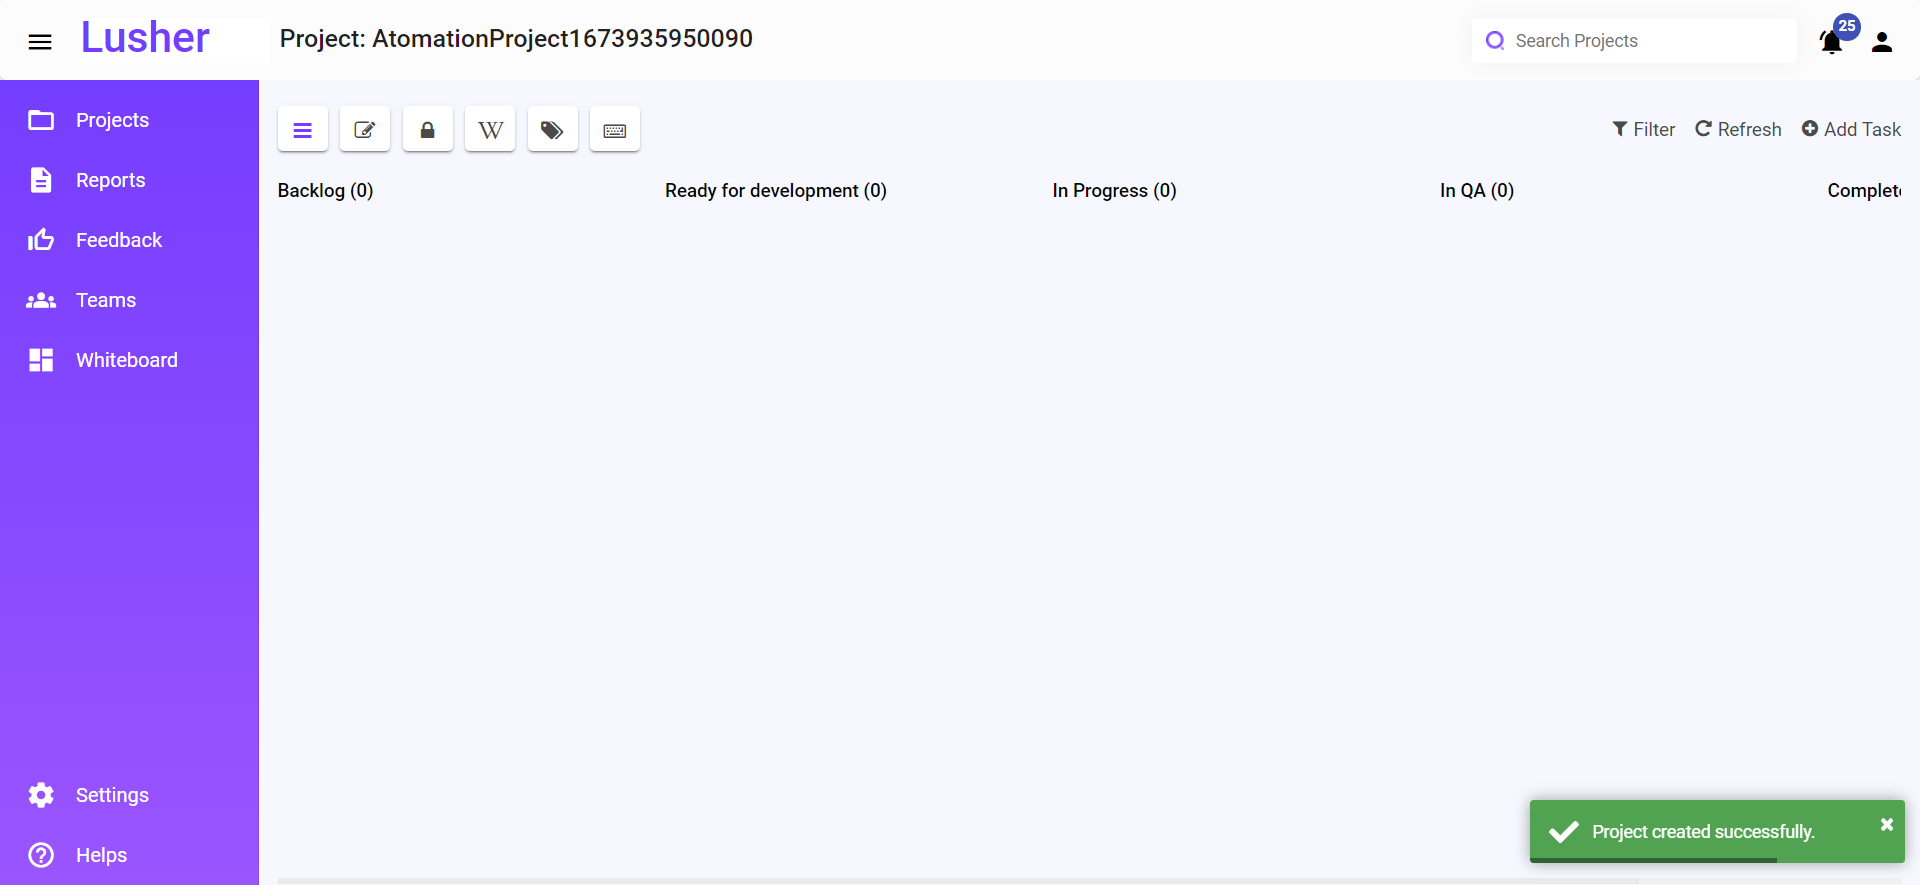 Lusher
Project: AtomationProject1673935950090
Search Projects
25
Projects
Reports
Feedback
Teams
Whiteboard
Settings
Helps
W
Filter
Refresh
Add Task
Backlog (0)
Ready for development (0)
In Progress (0)
In QA (0)
Complete
Project created successfully.